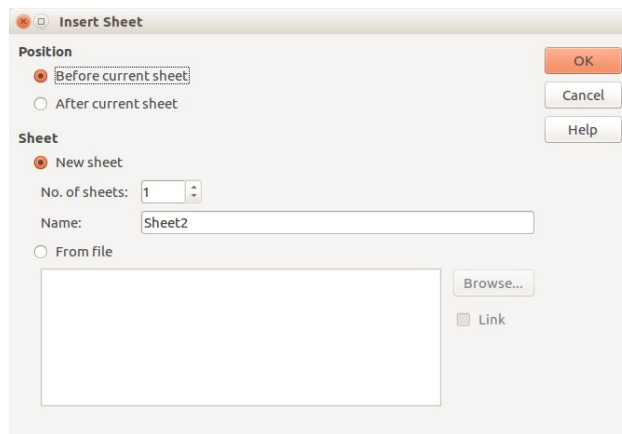 Insert Sheet
Position
Before current sheet
After current sheet
OK
Cancel
Help
Sheet
New sheet
No. of sheets: 1
Name: Sheet2
From file
Browse...
Link